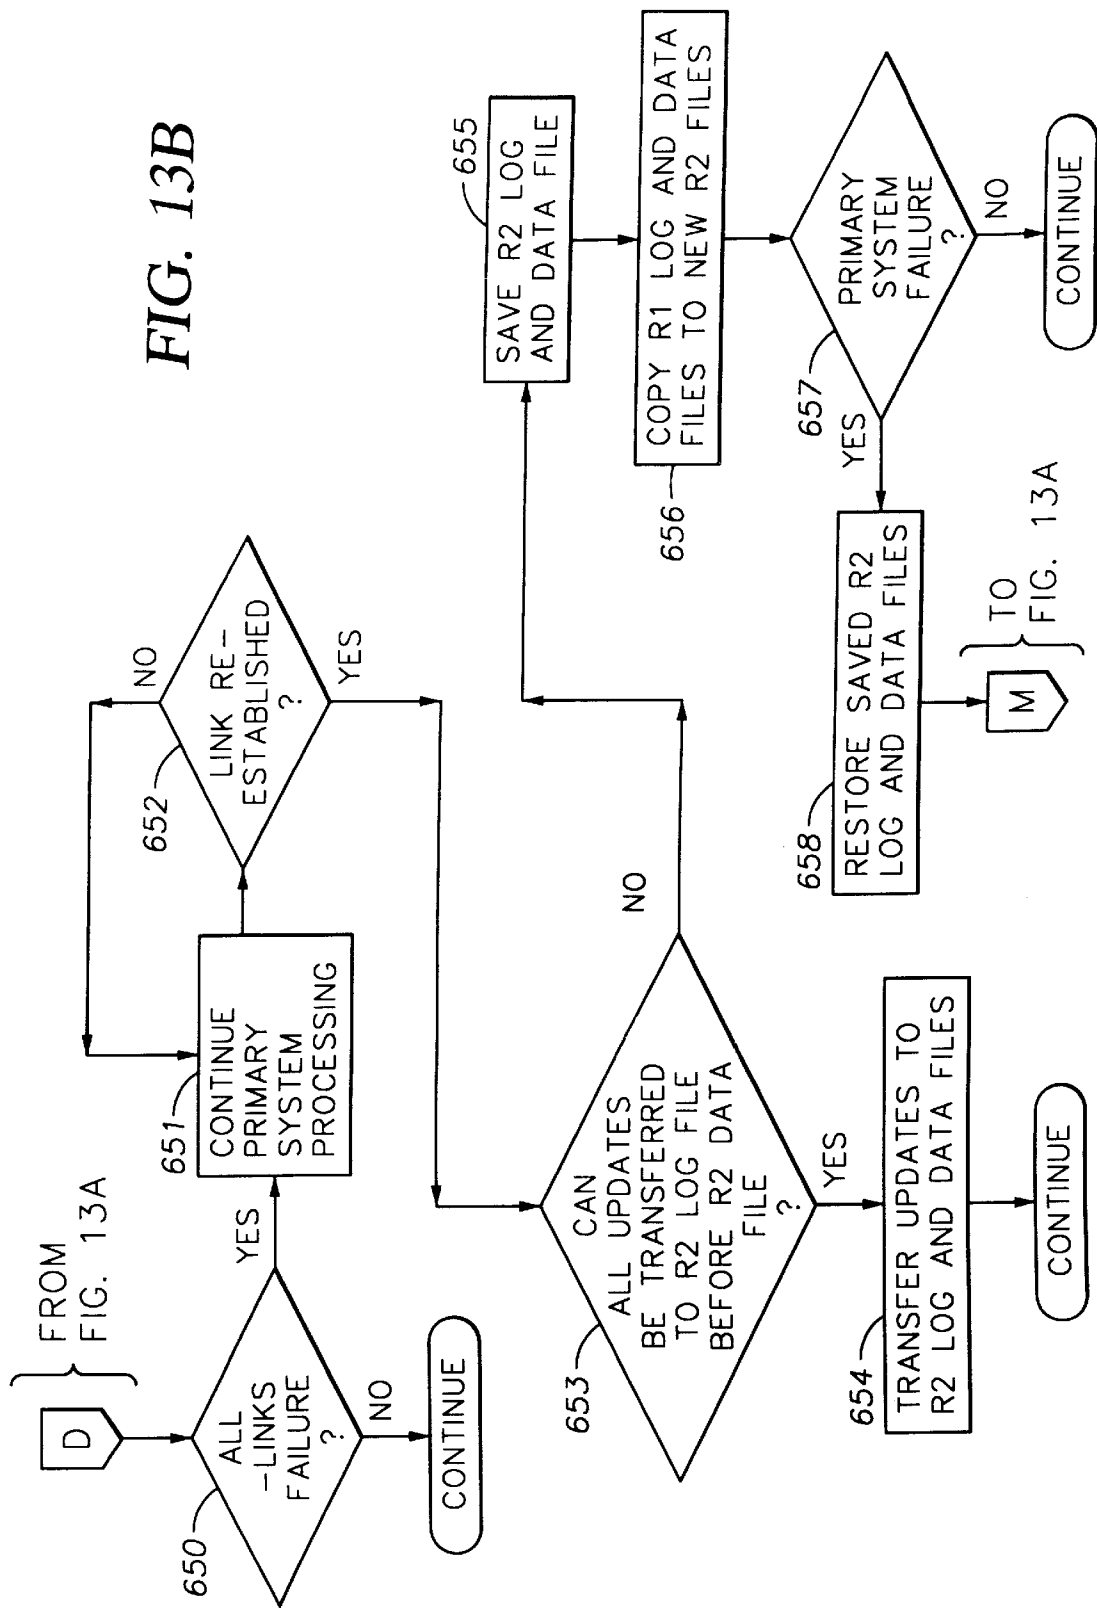 FIG. 13B
D
FROM
FIG. 13A
650
ALL
-LINKS
FAILURE
?
YES
NO
CONTINUE
651
CONTINUE
PRIMARY
SYSTEM
PROCESSING
652
LINK RE-
ESTABLISHED
?
NO
YES
653
CAN
ALL UPDATES
BE TRANSFERRED
TO R2 LOG FILE
BEFORE R2 DATA
FILE
?
NO
YES
654
TRANSFER UPDATES TO
R2 LOG AND DATA FILES
CONTINUE
655
SAVE R2 LOG
AND DATA FILE
656
COPY R1 LOG AND DATA
FILES TO NEW R2 FILES
657
PRIMARY
SYSTEM
FAILURE
?
YES
NO
CONTINUE
658
RESTORE SAVED R2
LOG AND DATA FILES
M
TO
FIG. 13A